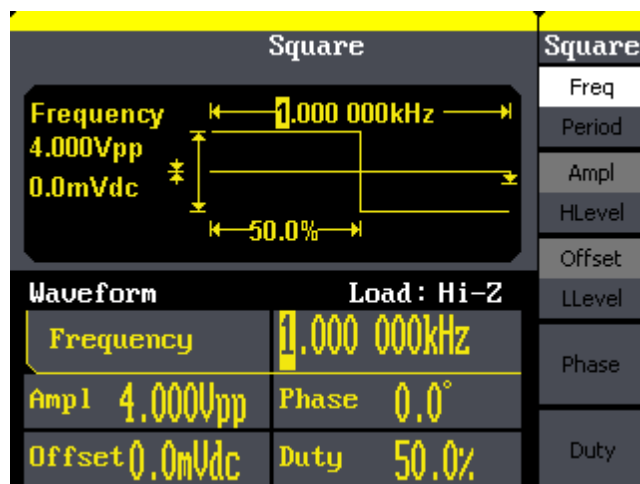 Square
Square
Frequency 1.000 000kHz
4.000Vpp
0.0mVdc
50.0%
Freq
Period
Ampl
HLevel
Offset
LLevel
Phase
Duty
Waveform Load: Hi-Z
Frequency 1.000 000kHz
Ampl 4.000Vpp Phase 0.0°
Offset 0.0mVdc Duty 50.0%